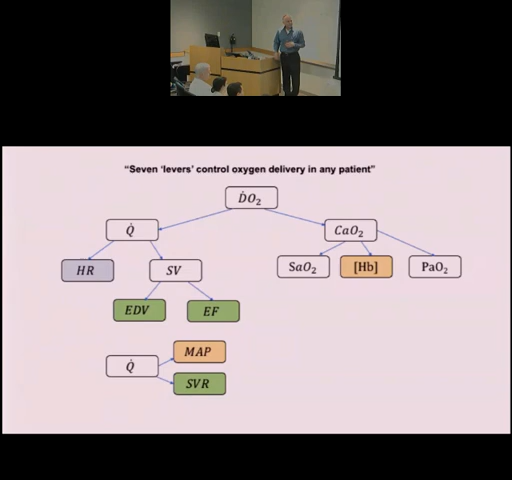 "Seven 'levers' control oxygen delivery in any patient"
ḊO₂
Q̇
CaO₂
HR
SV
SaO₂
[Hb]
PaO₂
EDV
EF
Q̇
MAP
SVR